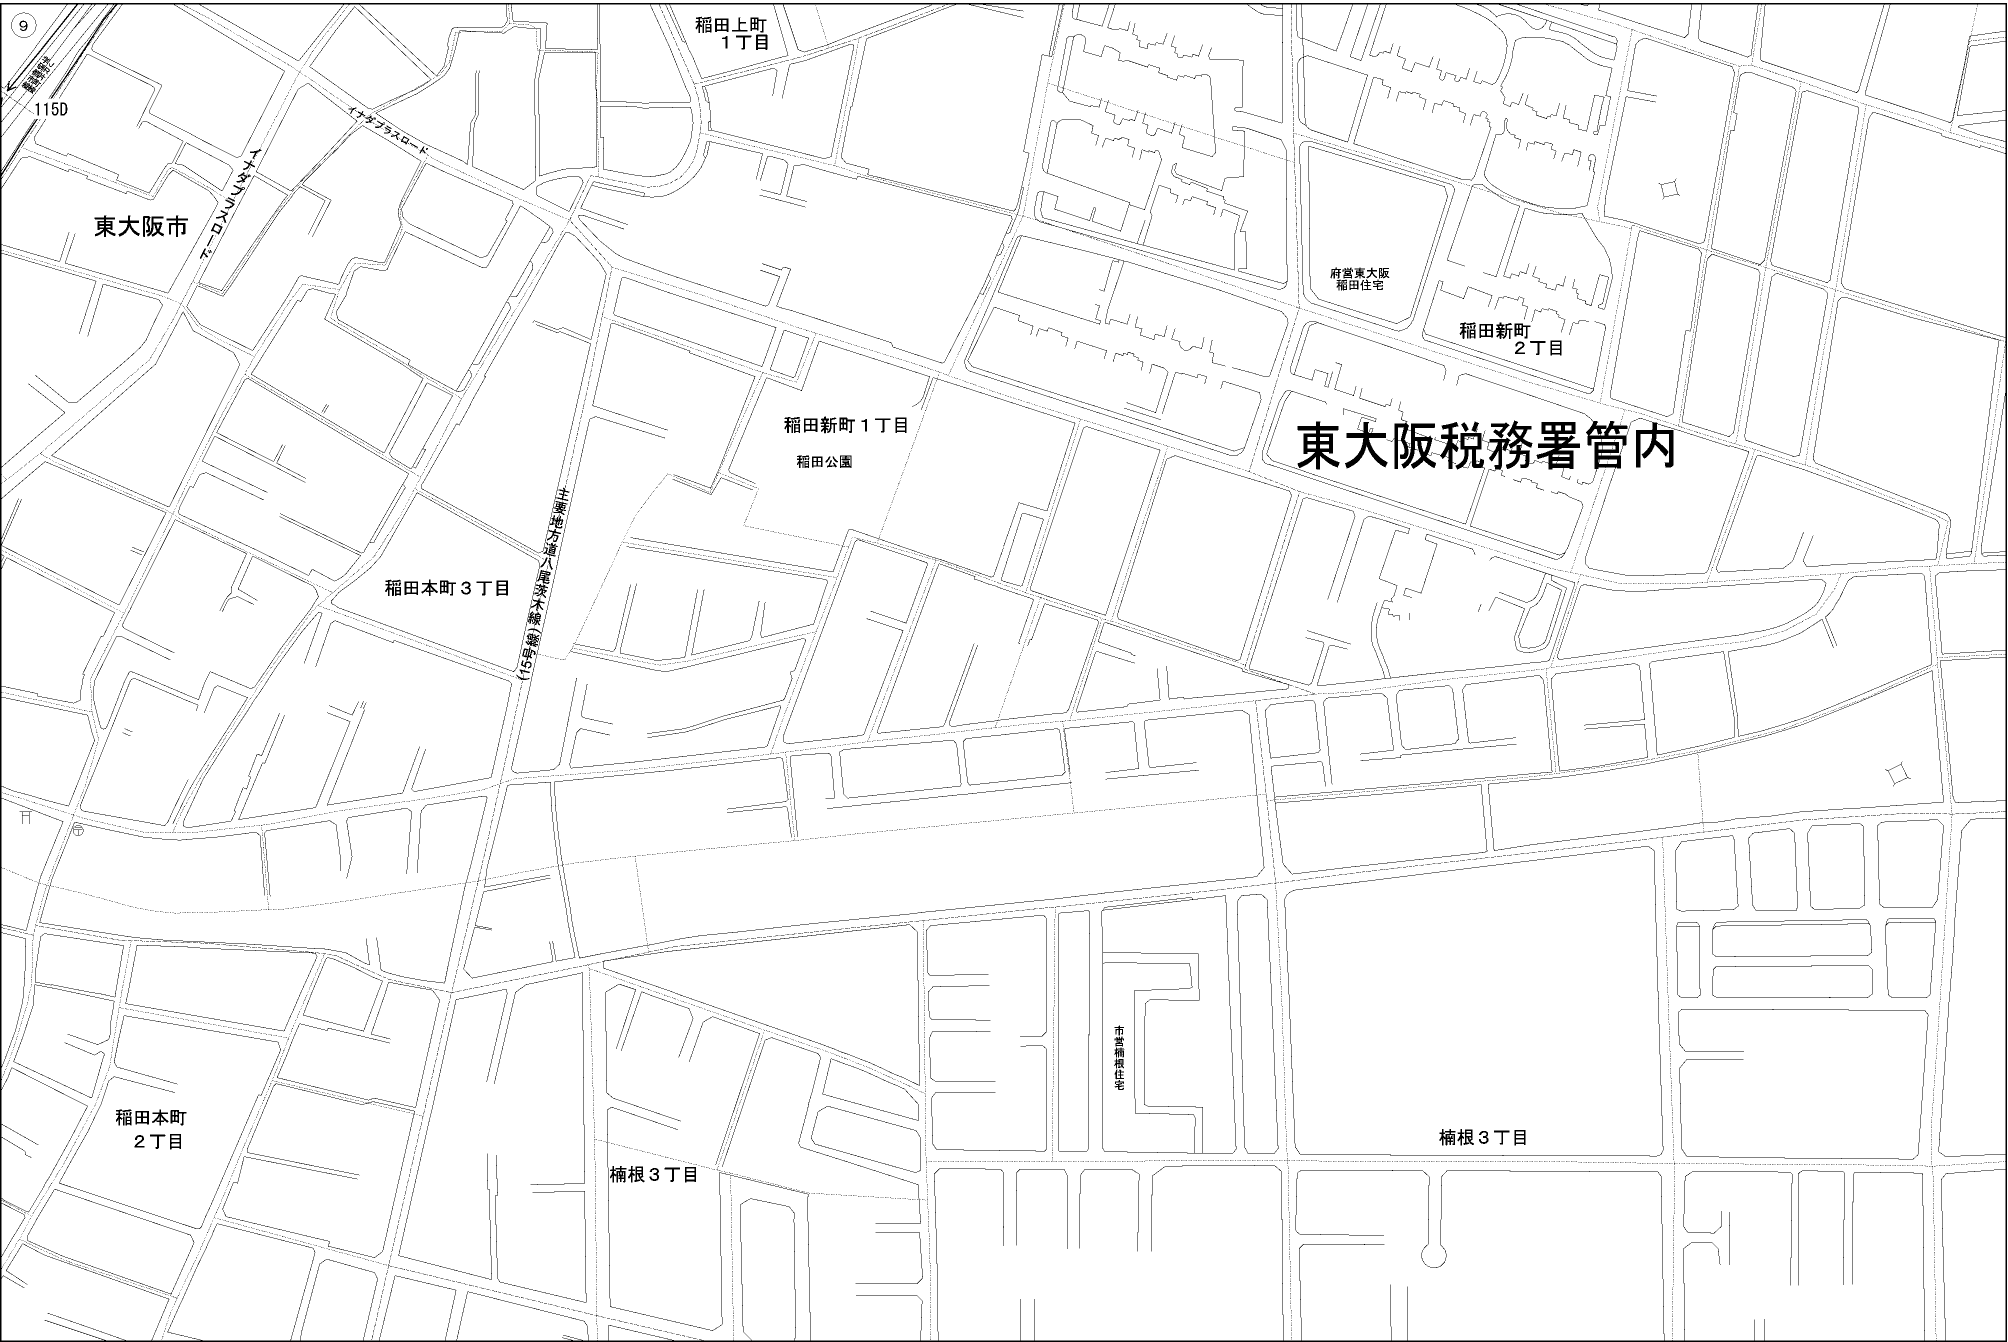 9
稲田上町
1丁目
115D
イナダプラスロード
イナダプラスロード
東大阪市
府営東大阪
稲田住宅
稲田新町
2丁目
稲田新町1丁目
稲田公園
東大阪税務署管内
主要地方道八尾茨木線(15号線)
稲田本町3丁目
市営楠根住宅
稲田本町
2丁目
楠根3丁目
楠根3丁目